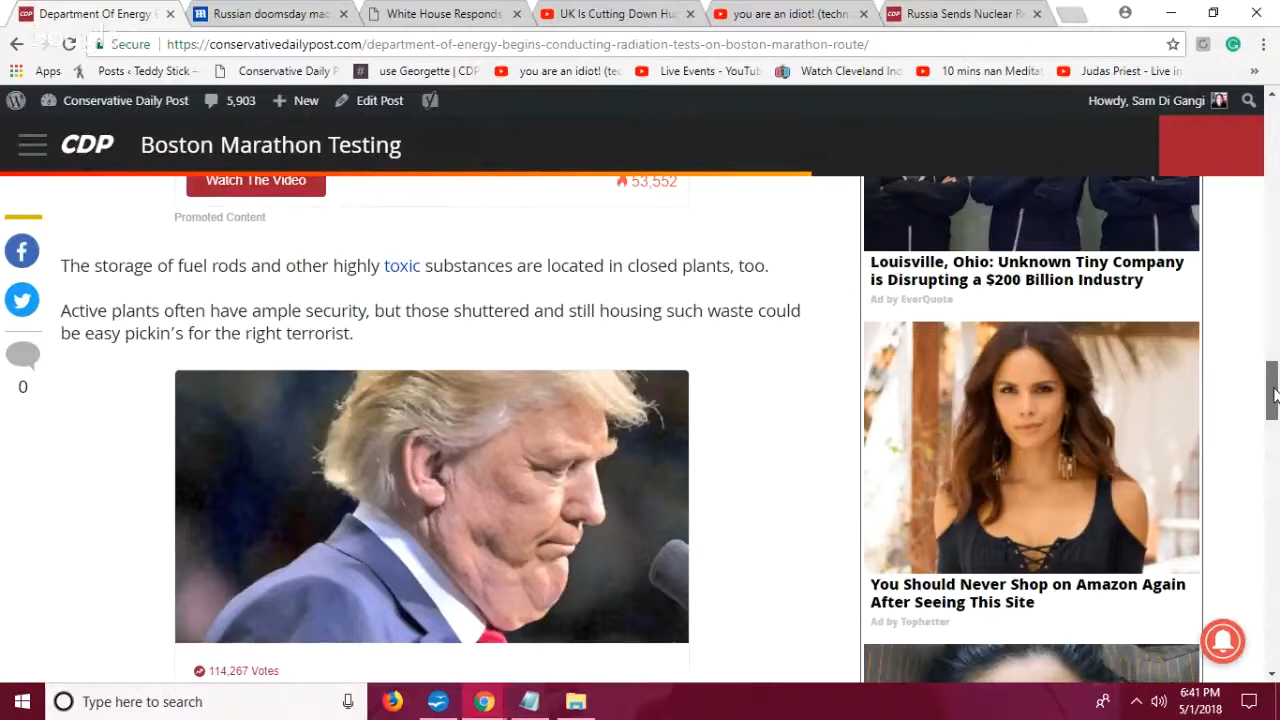 Department Of Energy E
Russian doomsday mac
White House Responds
UK Is Cutting Down Hu
you are an idiot! (techn
Russia Sends Nuclear Re
Secure
https://conservativedailypost.com/department-of-energy-begins-conducting-radiation-tests-on-boston-marathon-route/
Apps
Posts ‹ Teddy Stick —
Conservative Daily P
use Georgette | CDP
you are an idiot! (tec
Live Events - YouTub
Watch Cleveland Inc
10 mins nan Meditat
Judas Priest - Live in
»
Conservative Daily Post
5,903
New
Edit Post
Howdy, Sam Di Gangi
CDP
Boston Marathon Testing
Watch The Video
53,552
Promoted Content
The storage of fuel rods and other highly toxic substances are located in closed plants, too.
Active plants often have ample security, but those shuttered and still housing such waste could
be easy pickin's for the right terrorist.
0
114,267 Votes
Louisville, Ohio: Unknown Tiny Company
is Disrupting a $200 Billion Industry
Ad by EverQuote
You Should Never Shop on Amazon Again
After Seeing This Site
Ad by Tophatter
Type here to search
6:41 PM
5/1/2018